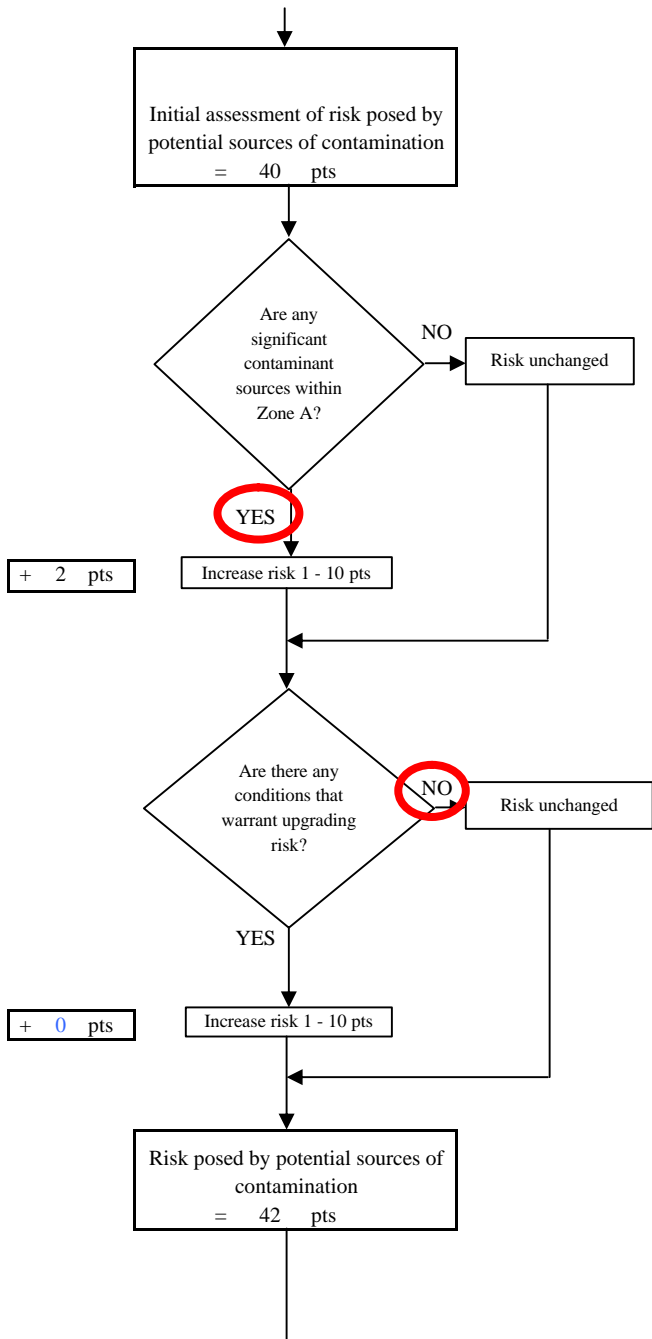 Initial assessment of risk posed by
potential sources of contamination
= 40 pts
Are any
significant
contaminant
sources within
Zone A?
NO
Risk unchanged
YES
+ 2 pts
Increase risk 1 - 10 pts
Are there any
conditions that
warrant upgrading
risk?
NO
Risk unchanged
YES
+ 0 pts
Increase risk 1 - 10 pts
Risk posed by potential sources of
contamination
= 42 pts